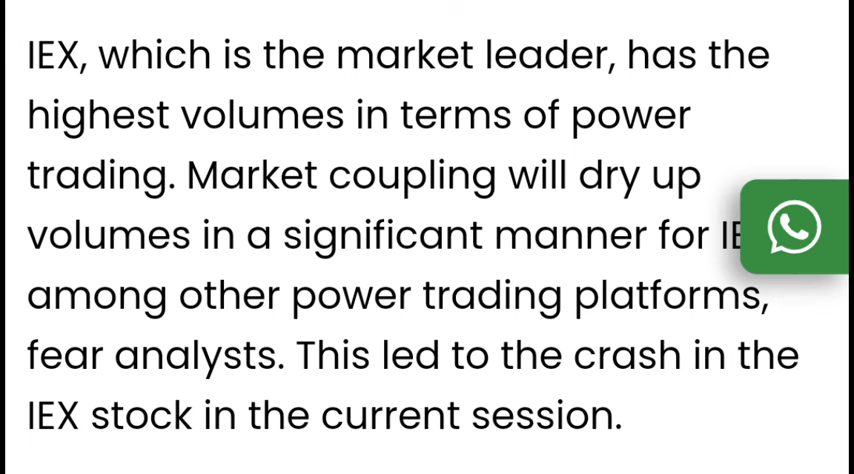 IEX, which is the market leader, has the
highest volumes in terms of power
trading. Market coupling will dry up
volumes in a significant manner for
among other power trading platforms,
fear analysts. This led to the crash in the
IEX stock in the current session.